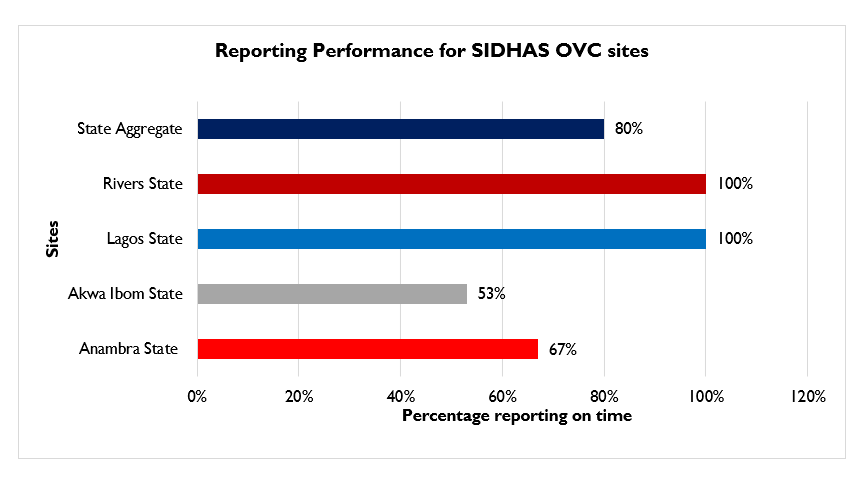 Reporting Performance for SIDHAS OVC sites
State Aggregate 80%
Rivers State 100%
Lagos State 100%
Sites
Akwa Ibom State 53%
Anambra State 67%
0% 20% 40% 60% 80% 100% 120%
Percentage reporting on time